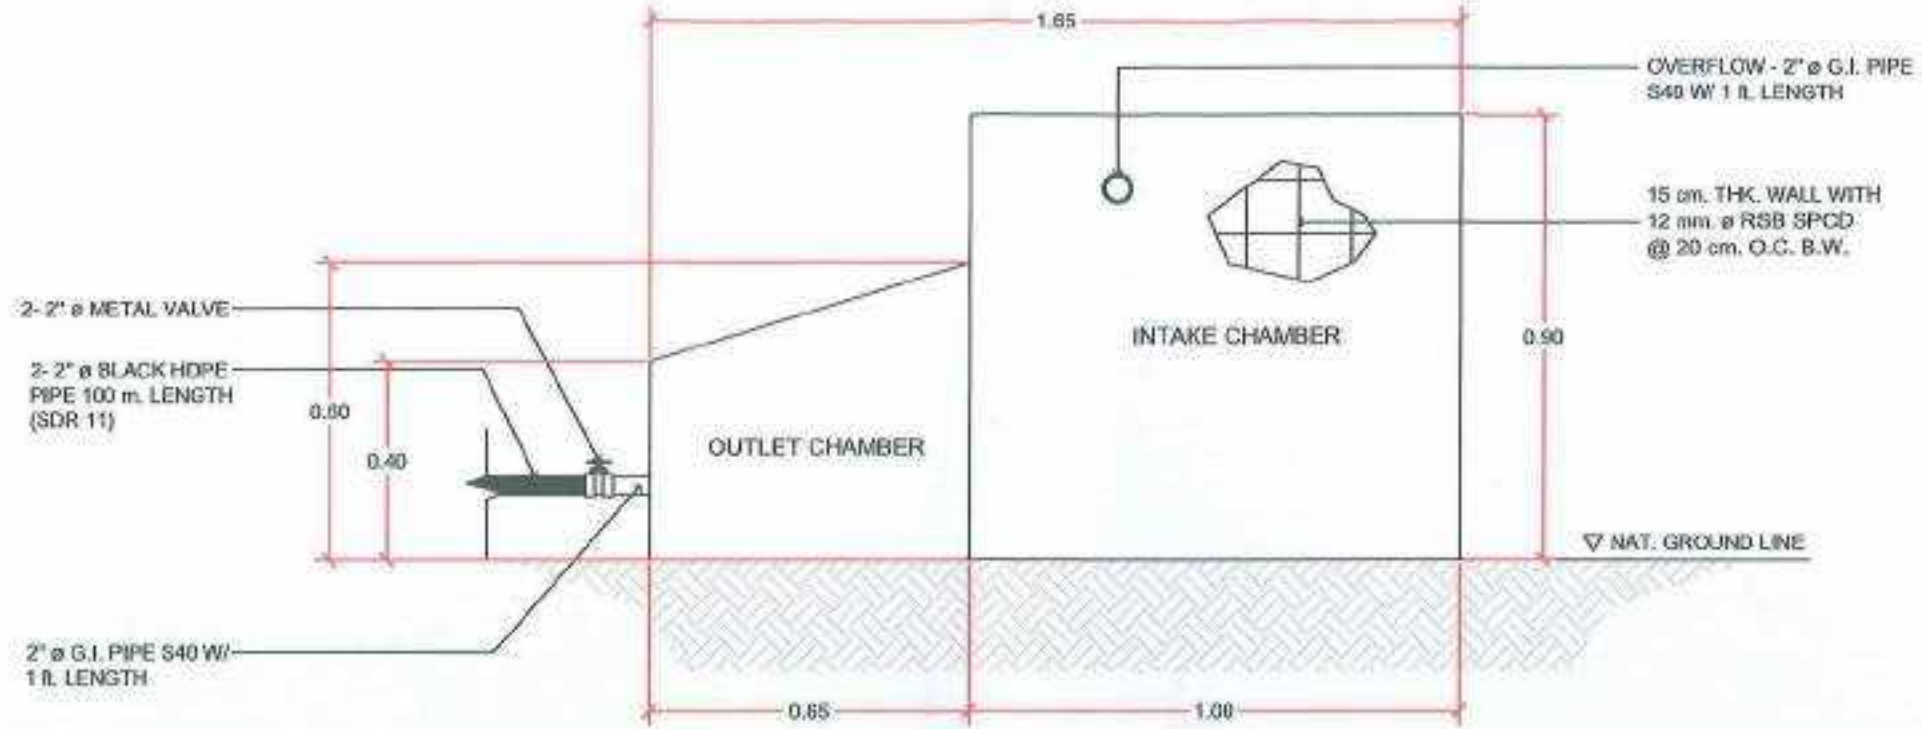 1.65
OVERFLOW - 2" ø G.I. PIPE
S40 W/ 1 ft. LENGTH
15 cm. THK. WALL WITH
12 mm. ø RSB SPCD
@ 20 cm. O.C. B.W.
2- 2" ø METAL VALVE
2- 2" ø BLACK HDPE
PIPE 100 m. LENGTH
(SDR 11)
0.60
0.40
OUTLET CHAMBER
INTAKE CHAMBER
0.90
NAT. GROUND LINE
2" ø G.I. PIPE S40 W/
1 ft. LENGTH
0.65
1.00